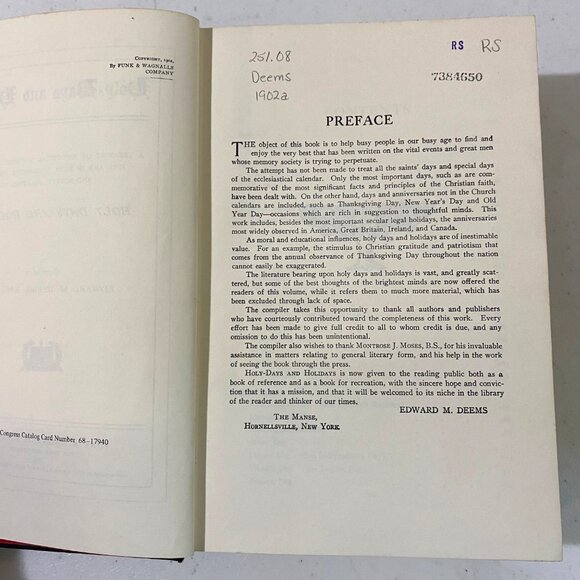 COPYRIGHT, 1902,
By FUNK & WAGNALLS
COMPANY
Congress Catalog Card Number: 68-17940
251.08
Deems
1902a
RS RS
7384650
PREFACE
THE object of this book is to help busy people in our busy age to find and
enjoy the very best that has been written on the vital events and great men
whose memory society is trying to perpetuate.
The attempt has not been made to treat all the saints' days and special days
of the ecclesiastical calendar. Only the most important days, such as are com-
memorative of the most significant facts and principles of the Christian faith,
have been dealt with. On the other hand, days and anniversaries not in the Church
calendars are included, such as Thanksgiving Day, New Year's Day and Old
Year Day—occasions which are rich in suggestion to thoughtful minds. This
work includes, besides the most important secular legal holidays, the anniversaries
most widely observed in America, Great Britain, Ireland, and Canada.
As moral and educational influences, holy days and holidays are of inestimable
value. For an example, the stimulus to Christian gratitude and patriotism that
comes from the annual observance of Thanksgiving Day throughout the nation
cannot easily be exaggerated.
The literature bearing upon holy days and holidays is vast, and greatly scat-
tered, but some of the best thoughts of the brightest minds are now offered the
readers of this volume, while it refers them to much more material, which has
been excluded through lack of space.
The compiler takes this opportunity to thank all authors and publishers
who have courteously contributed toward the completeness of this work. Every
effort has been made to give full credit to all to whom credit is due, and any
omission to do this has been unintentional.
The compiler also wishes to thank MONTROSE J. MOSES, B.S., for his invaluable
assistance in matters relating to general literary form, and his help in the work
of seeing the book through the press.
HOLY-DAYS AND HOLIDAYS is now given to the reading public both as a
book of reference and as a book for recreation, with the sincere hope and convic-
tion that it has a mission, and that it will be welcomed to its niche in the library
of the reader and thinker of our times.
EDWARD M. DEEMS
THE MANSE,
HORNELLSVILLE, NEW YORK